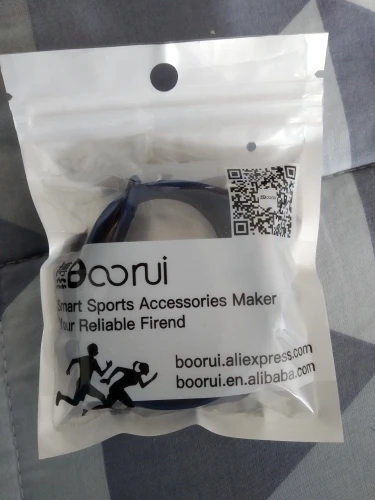 Boorui
Smart Sports Accessories Maker
Your Reliable Firend
boorui.aliexpress.com
boorui.en.alibaba.com